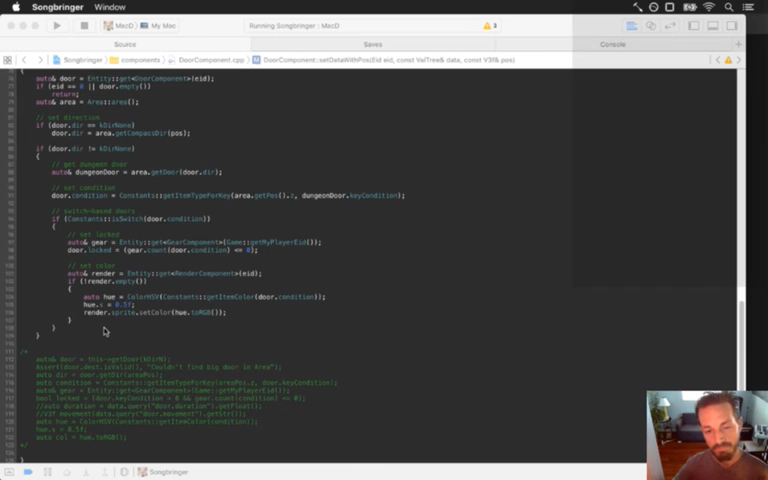 Songbringer Window
MacD My Mac Running Songbringer : MacD 3
Source Saves Console
Songbringer components DoorComponent.cpp DoorComponent::setDataWithPos(Eid eid, const ValTree& data, const V3f& pos)
{
auto& door = Entity::get<DoorComponent>(eid);
if (eid == 0 || door.empty())
return;
auto& area = Area::area();
// set direction
if (door.dir == kDirNone)
door.dir = area.getCompassDir(pos);
if (door.dir != kDirNone)
{
// get dungeon door
auto& dungeonDoor = area.getDoor(door.dir);
// set condition
door.condition = Constants::getItemTypeForKey(area.getPos().z, dungeonDoor.keyCondition);
// switch-based doors
if (Constants::isSwitch(door.condition))
{
// set locked
auto& gear = Entity::get<GearComponent>(Game::getMyPlayerEid());
door.locked = (gear.count(door.condition) <= 0);
// set color
auto& render = Entity::get<RenderComponent>(eid);
if (!render.empty())
{
auto hue = ColorHSV(Constants::getItemColor(door.condition));
hue.s = 0.5f;
render.sprite.setColor(hue.toRGB());
}
}
}
/*
auto& door = this->getDoor(kDirN);
Assert(door.dest.isValid(), "Couldn't find big door in Area");
auto dir = door.getDir(areaPos);
auto condition = Constants::getItemTypeForKey(areaPos.z, door.keyCondition);
auto& gear = Entity::get<GearComponent>(Game::getMyPlayerEid());
bool locked = (door.keyCondition != 0 && gear.count(condition) <= 0);
//auto duration = data.query("door.duration").getFloat();
//V3f movement(data.query("door.movement").getStr());
auto hue = ColorHSV(Constants::getItemColor(condition));
hue.s = 0.5f;
auto col = hue.toRGB();
*/
}
Songbringer